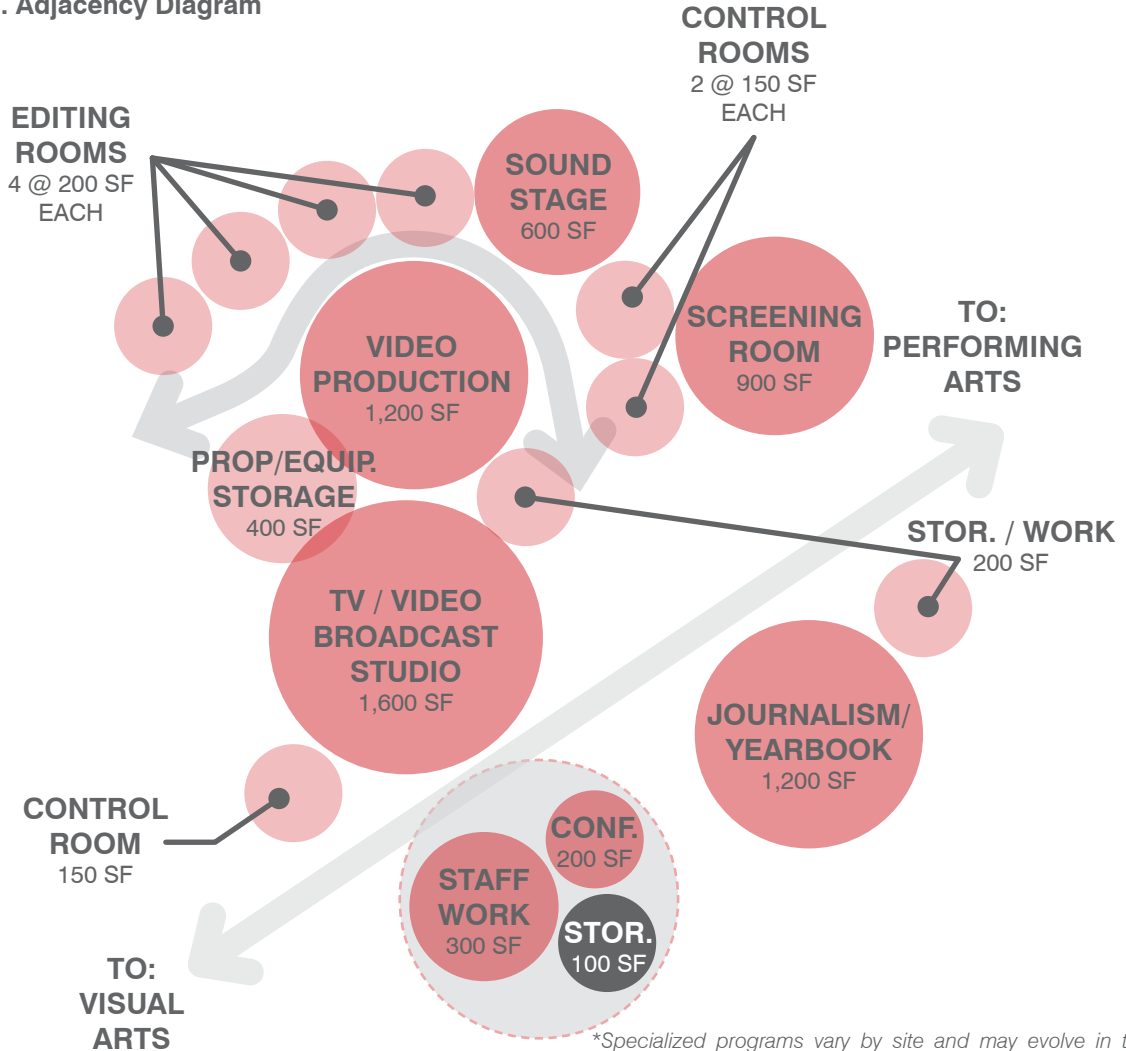 . Adjacency Diagram
CONTROL
ROOMS
2 @ 150 SF
EACH
EDITING
ROOMS
4 @ 200 SF
EACH
SOUND
STAGE
600 SF
SCREENING
ROOM
900 SF
TO:
PERFORMING
ARTS
VIDEO
PRODUCTION
1,200 SF
PROP/EQUIP.
STORAGE
400 SF
STOR. / WORK
200 SF
TV / VIDEO
BROADCAST
STUDIO
1,600 SF
JOURNALISM/
YEARBOOK
1,200 SF
CONTROL
ROOM
150 SF
CONF.
200 SF
STAFF
WORK
300 SF
STOR.
100 SF
TO:
VISUAL
ARTS
*Specialized programs vary by site and may evolve in